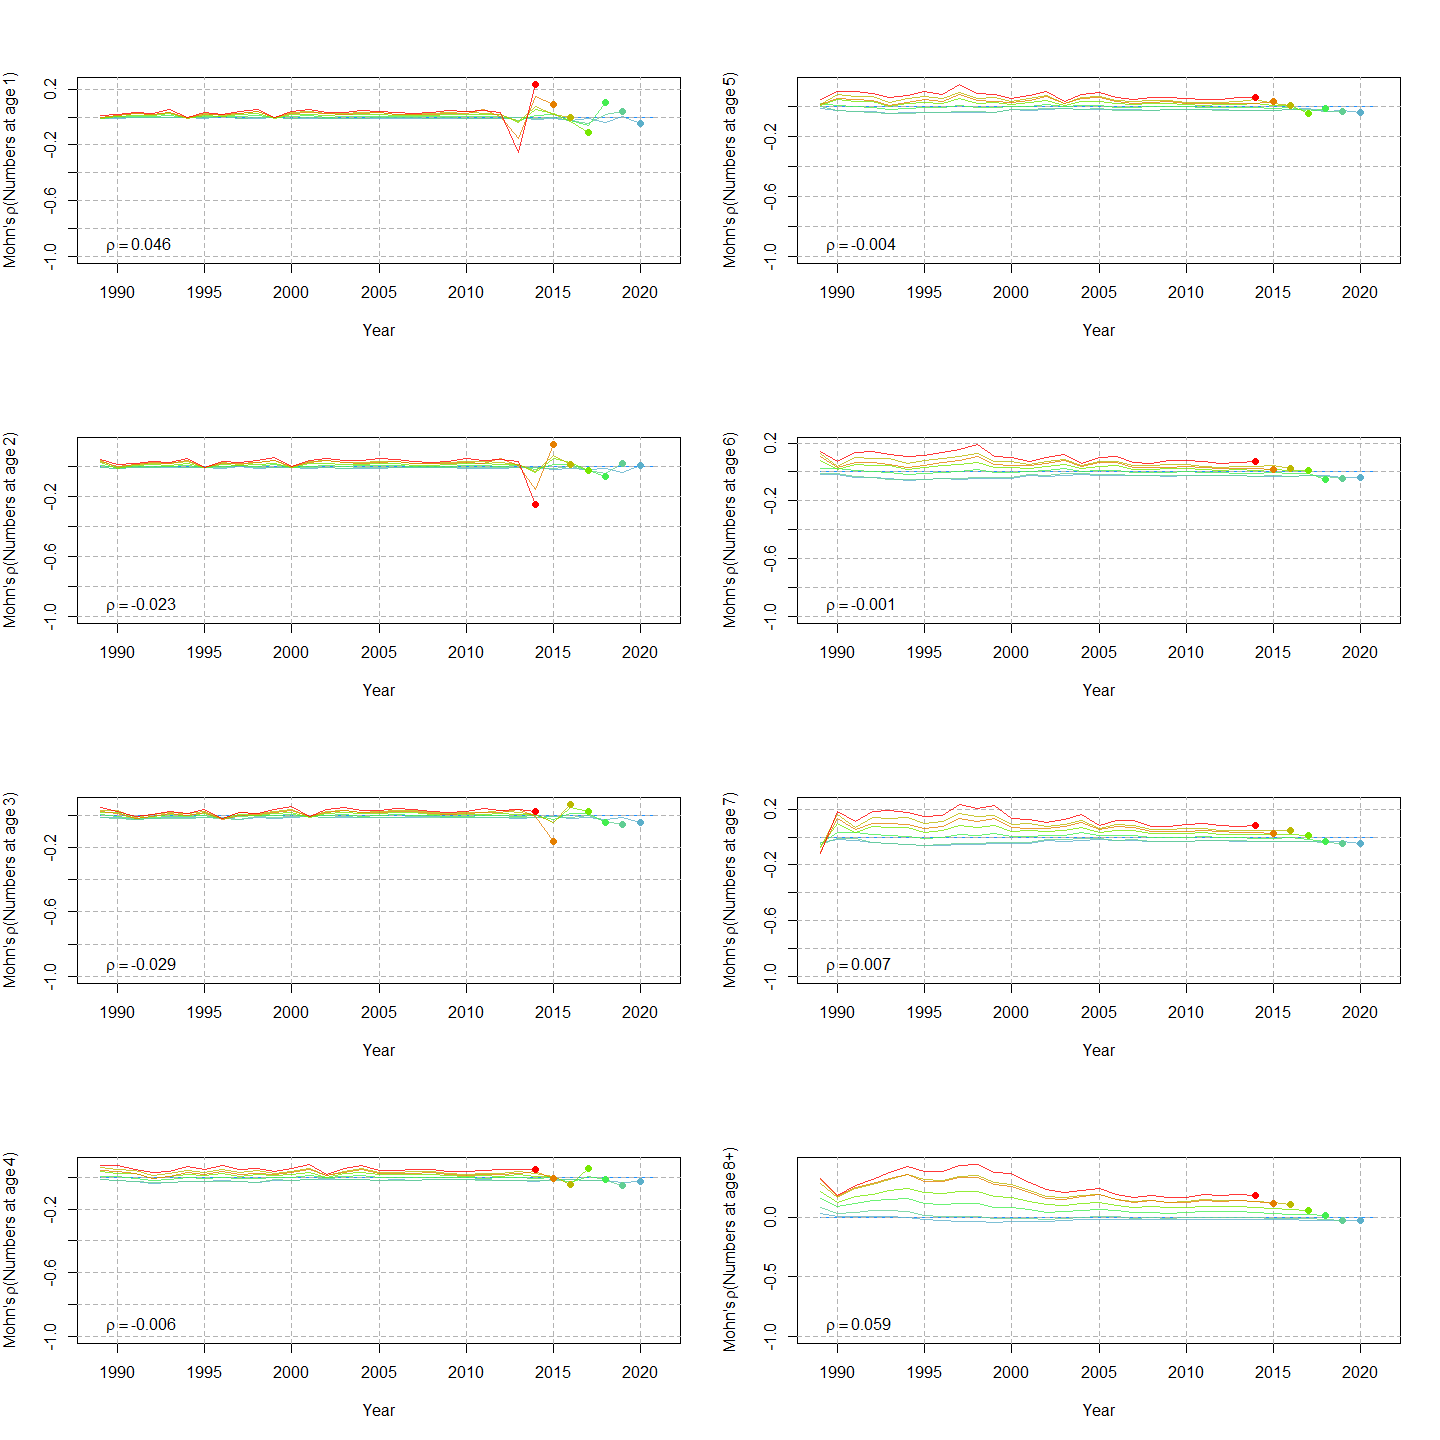 Mohn's ρ(Numbers at age 1)
0.2
-0.2
-0.6
-1.0
ρ = 0.046
1990 1995 2000 2005 2010 2015 2020
Year
Mohn's ρ(Numbers at age 5)
-0.2
-0.6
-1.0
ρ = -0.004
1990 1995 2000 2005 2010 2015 2020
Year
Mohn's ρ(Numbers at age 2)
-0.2
-0.6
-1.0
ρ = -0.023
1990 1995 2000 2005 2010 2015 2020
Year
Mohn's ρ(Numbers at age 6)
0.2
-0.2
-0.6
-1.0
ρ = -0.001
1990 1995 2000 2005 2010 2015 2020
Year
Mohn's ρ(Numbers at age 3)
-0.2
-0.6
-1.0
ρ = -0.029
1990 1995 2000 2005 2010 2015 2020
Year
Mohn's ρ(Numbers at age 7)
0.2
-0.2
-0.6
-1.0
ρ = 0.007
1990 1995 2000 2005 2010 2015 2020
Year
Mohn's ρ(Numbers at age 4)
-0.2
-0.6
-1.0
ρ = -0.006
1990 1995 2000 2005 2010 2015 2020
Year
Mohn's ρ(Numbers at age 8+)
0.0
-0.5
-1.0
ρ = 0.059
1990 1995 2000 2005 2010 2015 2020
Year